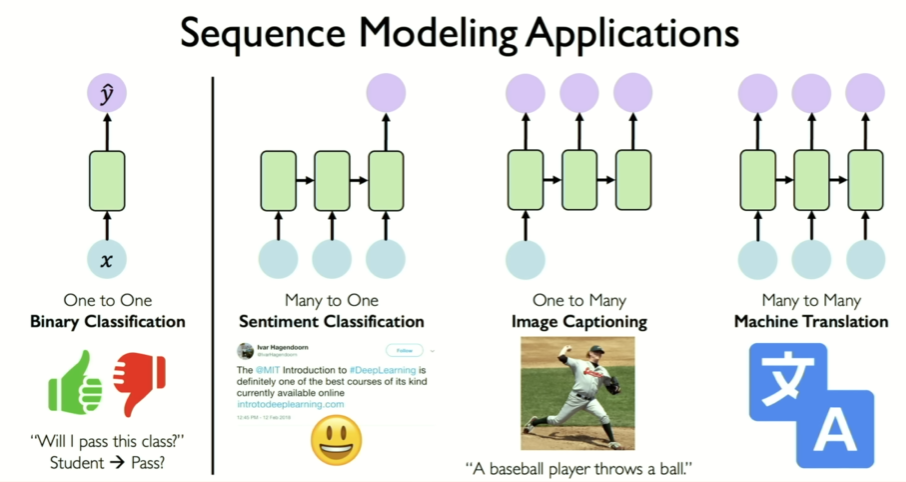 Sequence Modeling Applications
ŷ
x
One to One
Binary Classification
"Will I pass this class?"
Student → Pass?
Many to One
Sentiment Classification
Ivar Hagendoorn
@IvarHagendoorn
Follow
The @MIT Introduction to #DeepLearning is
definitely one of the best courses of its kind
currently available online
introtodeeplearning.com
12:45 PM - 12 Feb 2018
One to Many
Image Captioning
"A baseball player throws a ball."
Many to Many
Machine Translation
文
A